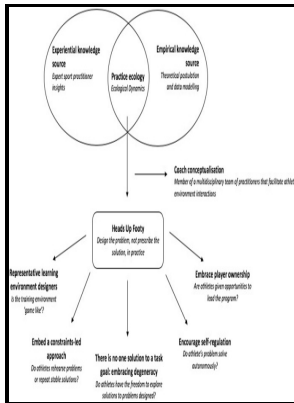 Experiential knowledge
source
Expert sport practitioner
insights
Practice ecology
Ecological Dynamics
Empirical knowledge
source
Theoretical postulation
and data modelling
Coach conceptualisation
Member of a multidisciplinary team of practitioners that facilitate athlete
environment interactions
Heads Up Footy
Design the problem, not prescribe the
solution, in practice
Representative learning
environment designers
Is the training environment
'game like'?
Embrace player ownership
Are athletes given opportunities to
lead the program?
Embed a constraints-led
approach
Do athletes rehearse problems
or repeat stable solutions?
There is no one solution to a task
goal: embracing degeneracy
Do athletes have the freedom to explore
solutions to problems designed?
Encourage self-regulation
Do athlete's problem solve
autonomously?